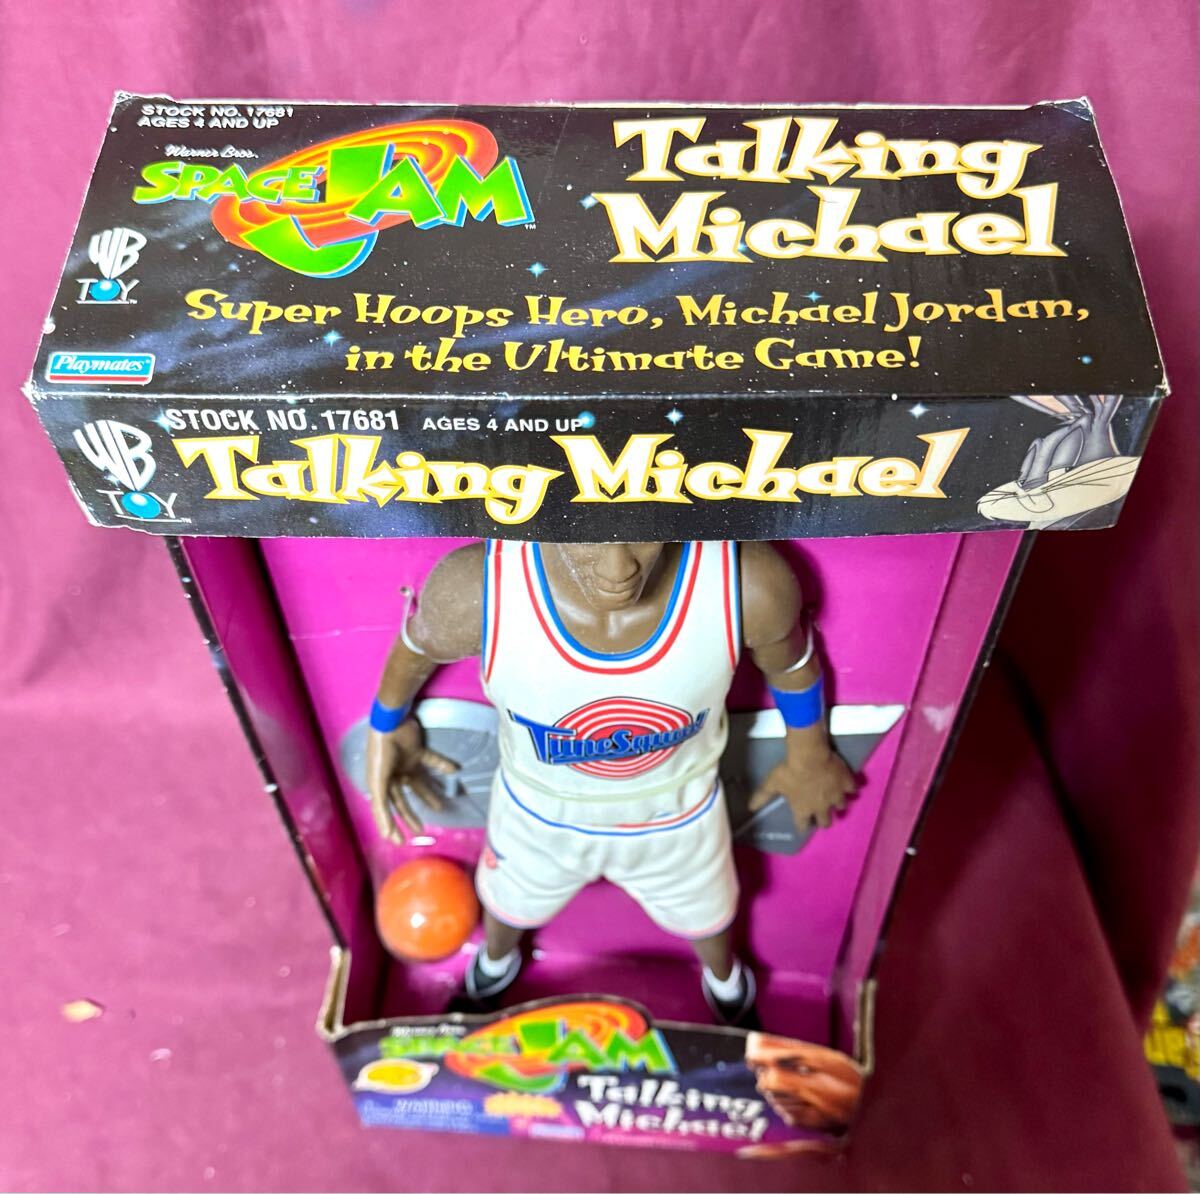 STOCK NO. 17681
AGES 4 AND UP
Warner Bros.
SPACE JAM
TM
Talking
Michael
WB
TOY
Super Hoops Hero, Michael Jordan,
in the Ultimate Game!
Playmates
STOCK NO. 17681 AGES 4 AND UP
WB
TOY
Talking Michael
TuneSquad
SPACE JAM
Talking
Michael